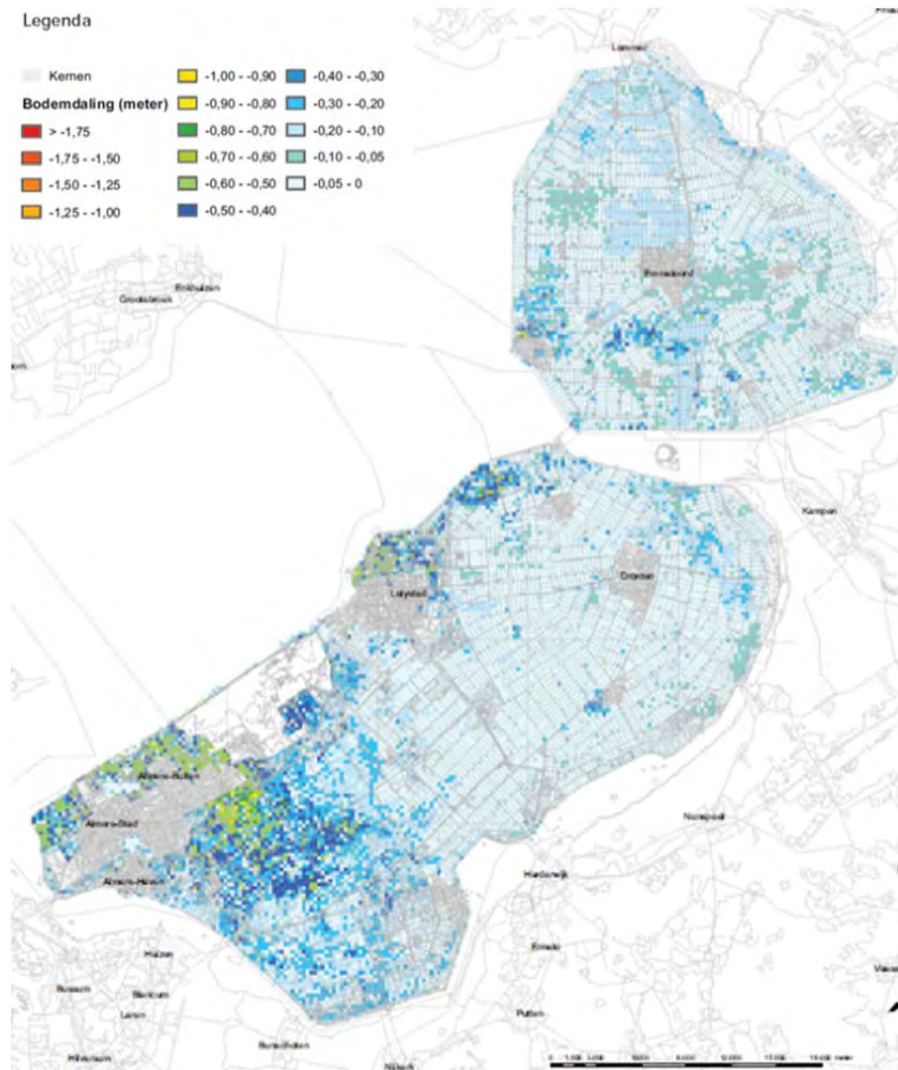 Legenda
Kernen
Bodemdaling (meter)
> -1,75
-1,75 - -1,50
-1,50 - -1,25
-1,25 - -1,00
-1,00 - -0,90
-0,90 - -0,80
-0,80 - -0,70
-0,70 - -0,60
-0,60 - -0,50
-0,50 - -0,40
-0,40 - -0,30
-0,30 - -0,20
-0,20 - -0,10
-0,10 - -0,05
-0,05 - 0
Lemmer
Enkhuizen
Grootebroek
Emmeloord
Kampen
Dronten
Lelystad
Almere-Buiten
Almere-Stad
Almere-Haven
Nunspeet
Harderwijk
Ermelo
Huizen
Bussum
Blaricum
Laren
Putten
Hilversum
Bunschoten
Nijkerk